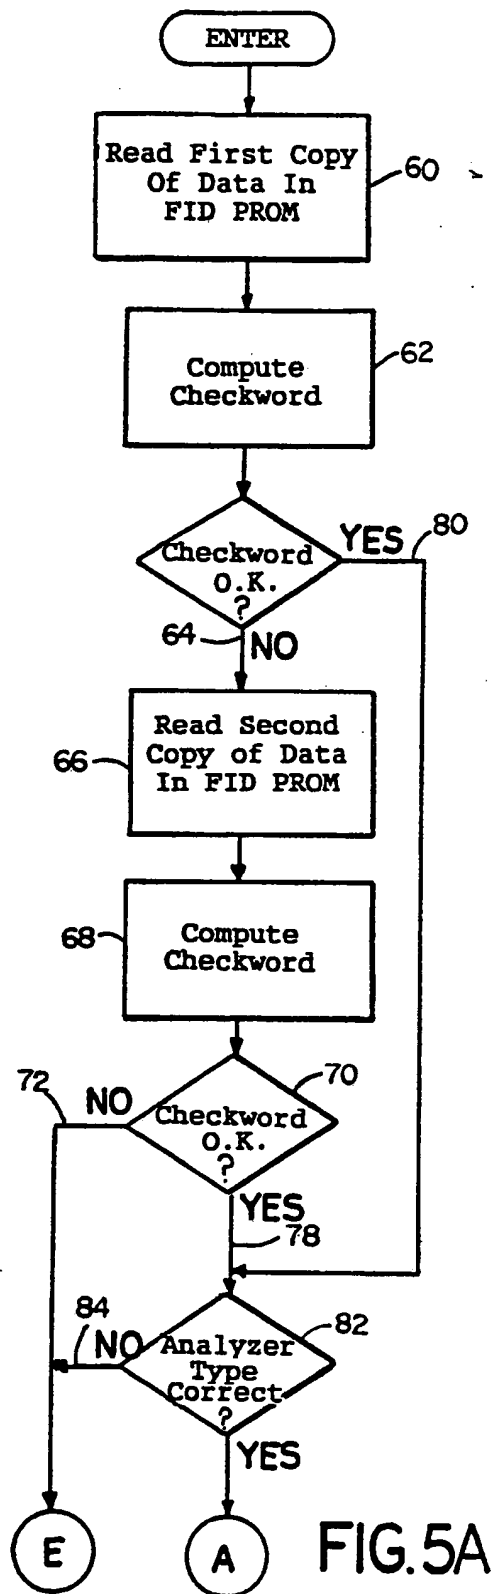 ENTER
Read First Copy
Of Data In
FID PROM
60
Compute
Checkword
62
Checkword
O.K.
?
YES
80
64
NO
Read Second
Copy of Data
In FID PROM
66
Compute
Checkword
68
Checkword
O.K.
?
70
72
NO
YES
78
Analyzer
Type
Correct
?
82
84
NO
YES
E
A
FIG.5A